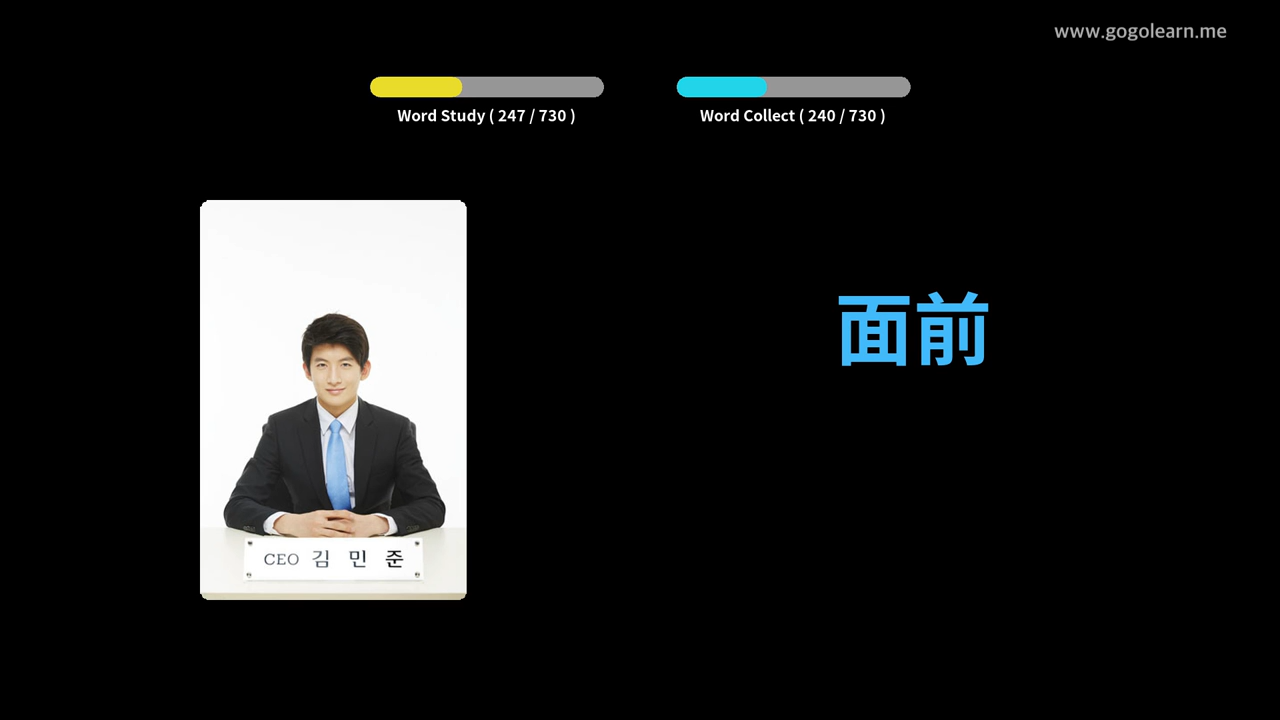 www.gogolearn.me
Word Study ( 247 / 730 )
Word Collect ( 240 / 730 )
面前
CEO 김 민 준